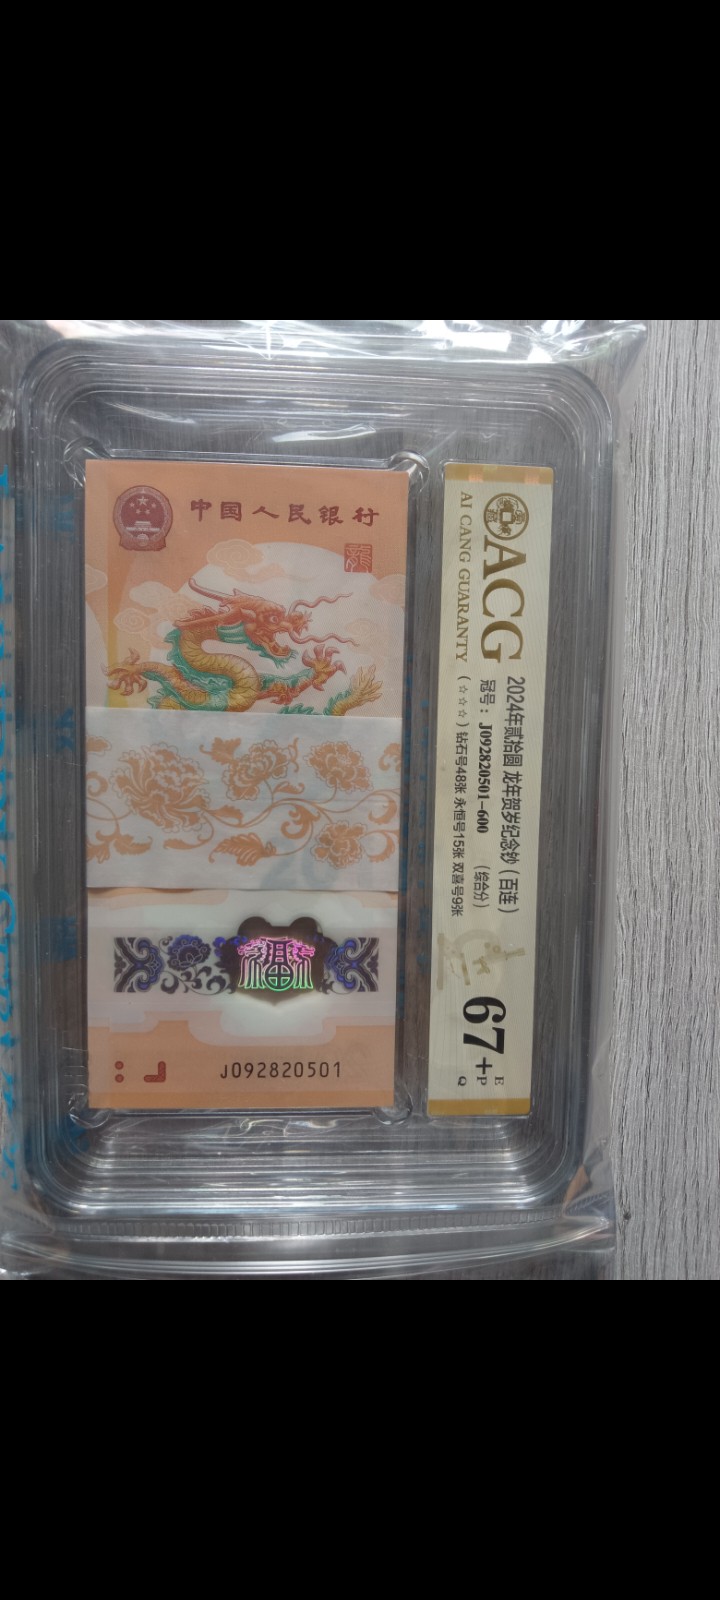 中国人民银行
J092820501
ACG
AI CANG GUARANTY
2024年贰拾圆 龙年贺岁纪念钞（百连）
冠号：J092820501-600 （综合分）
（☆☆☆）钻石号48张 永恒号15张 双喜号9张
67+
E
P
Q
福